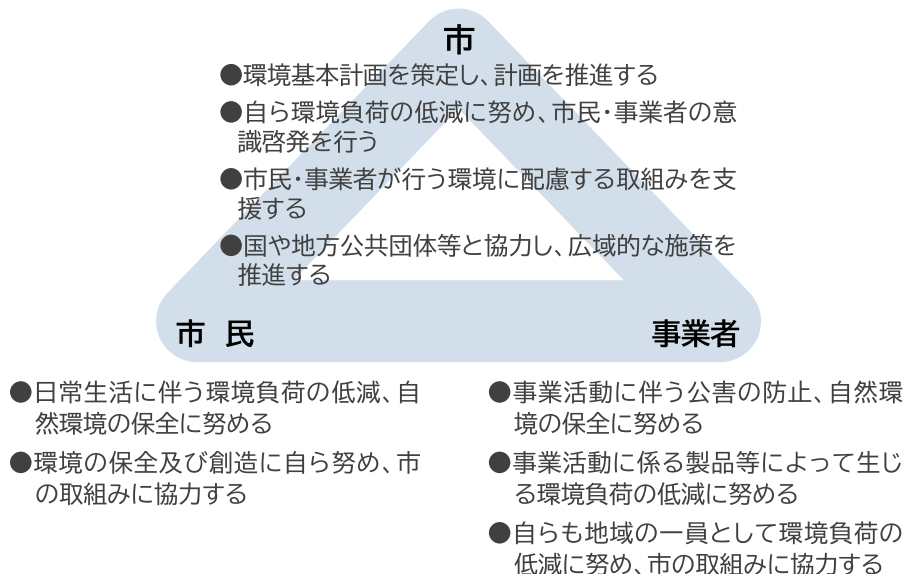 市
●環境基本計画を策定し、計画を推進する
●自ら環境負荷の低減に努め、市民・事業者の意
識啓発を行う
●市民・事業者が行う環境に配慮する取組みを支
援する
●国や地方公共団体等と協力し、広域的な施策を
推進する
市 民
●日常生活に伴う環境負荷の低減、自
然環境の保全に努める
●環境の保全及び創造に自ら努め、市
の取組みに協力する
事業者
●事業活動に伴う公害の防止、自然環
境の保全に努める
●事業活動に係る製品等によって生じ
る環境負荷の低減に努める
●自らも地域の一員として環境負荷の
低減に努め、市の取組みに協力する